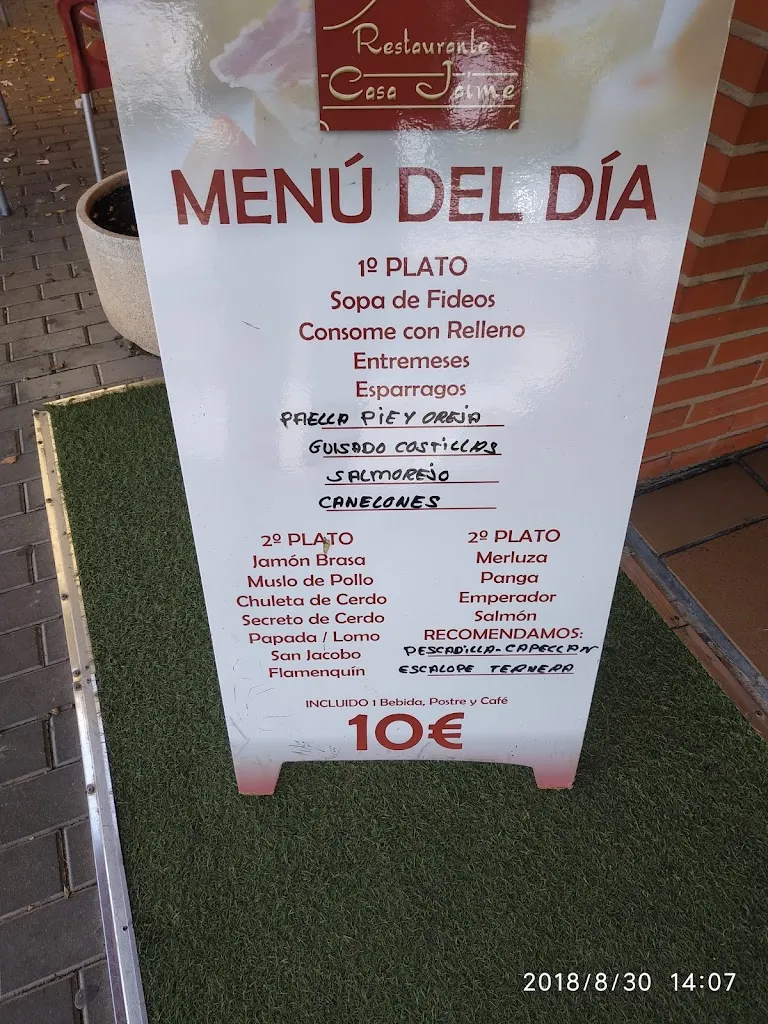 Restaurante
Casa Jaime
MENÚ DEL DÍA
1º PLATO
Sopa de Fideos
Consome con Relleno
Entremeses
Esparragos
PAELLA PIE Y OREJA
GUISADO COSTILLAS
SALMOREJO
CANELONES
2º PLATO
Jamón Brasa
Muslo de Pollo
Chuleta de Cerdo
Secreto de Cerdo
Papada / Lomo
San Jacobo
Flamenquín
2º PLATO
Merluza
Panga
Emperador
Salmón
RECOMENDAMOS:
PESCADILLA-CAPELLAN
ESCALOPE TERNERA
INCLUIDO 1 Bebida, Postre y Café
10€
2018/8/30 14:07